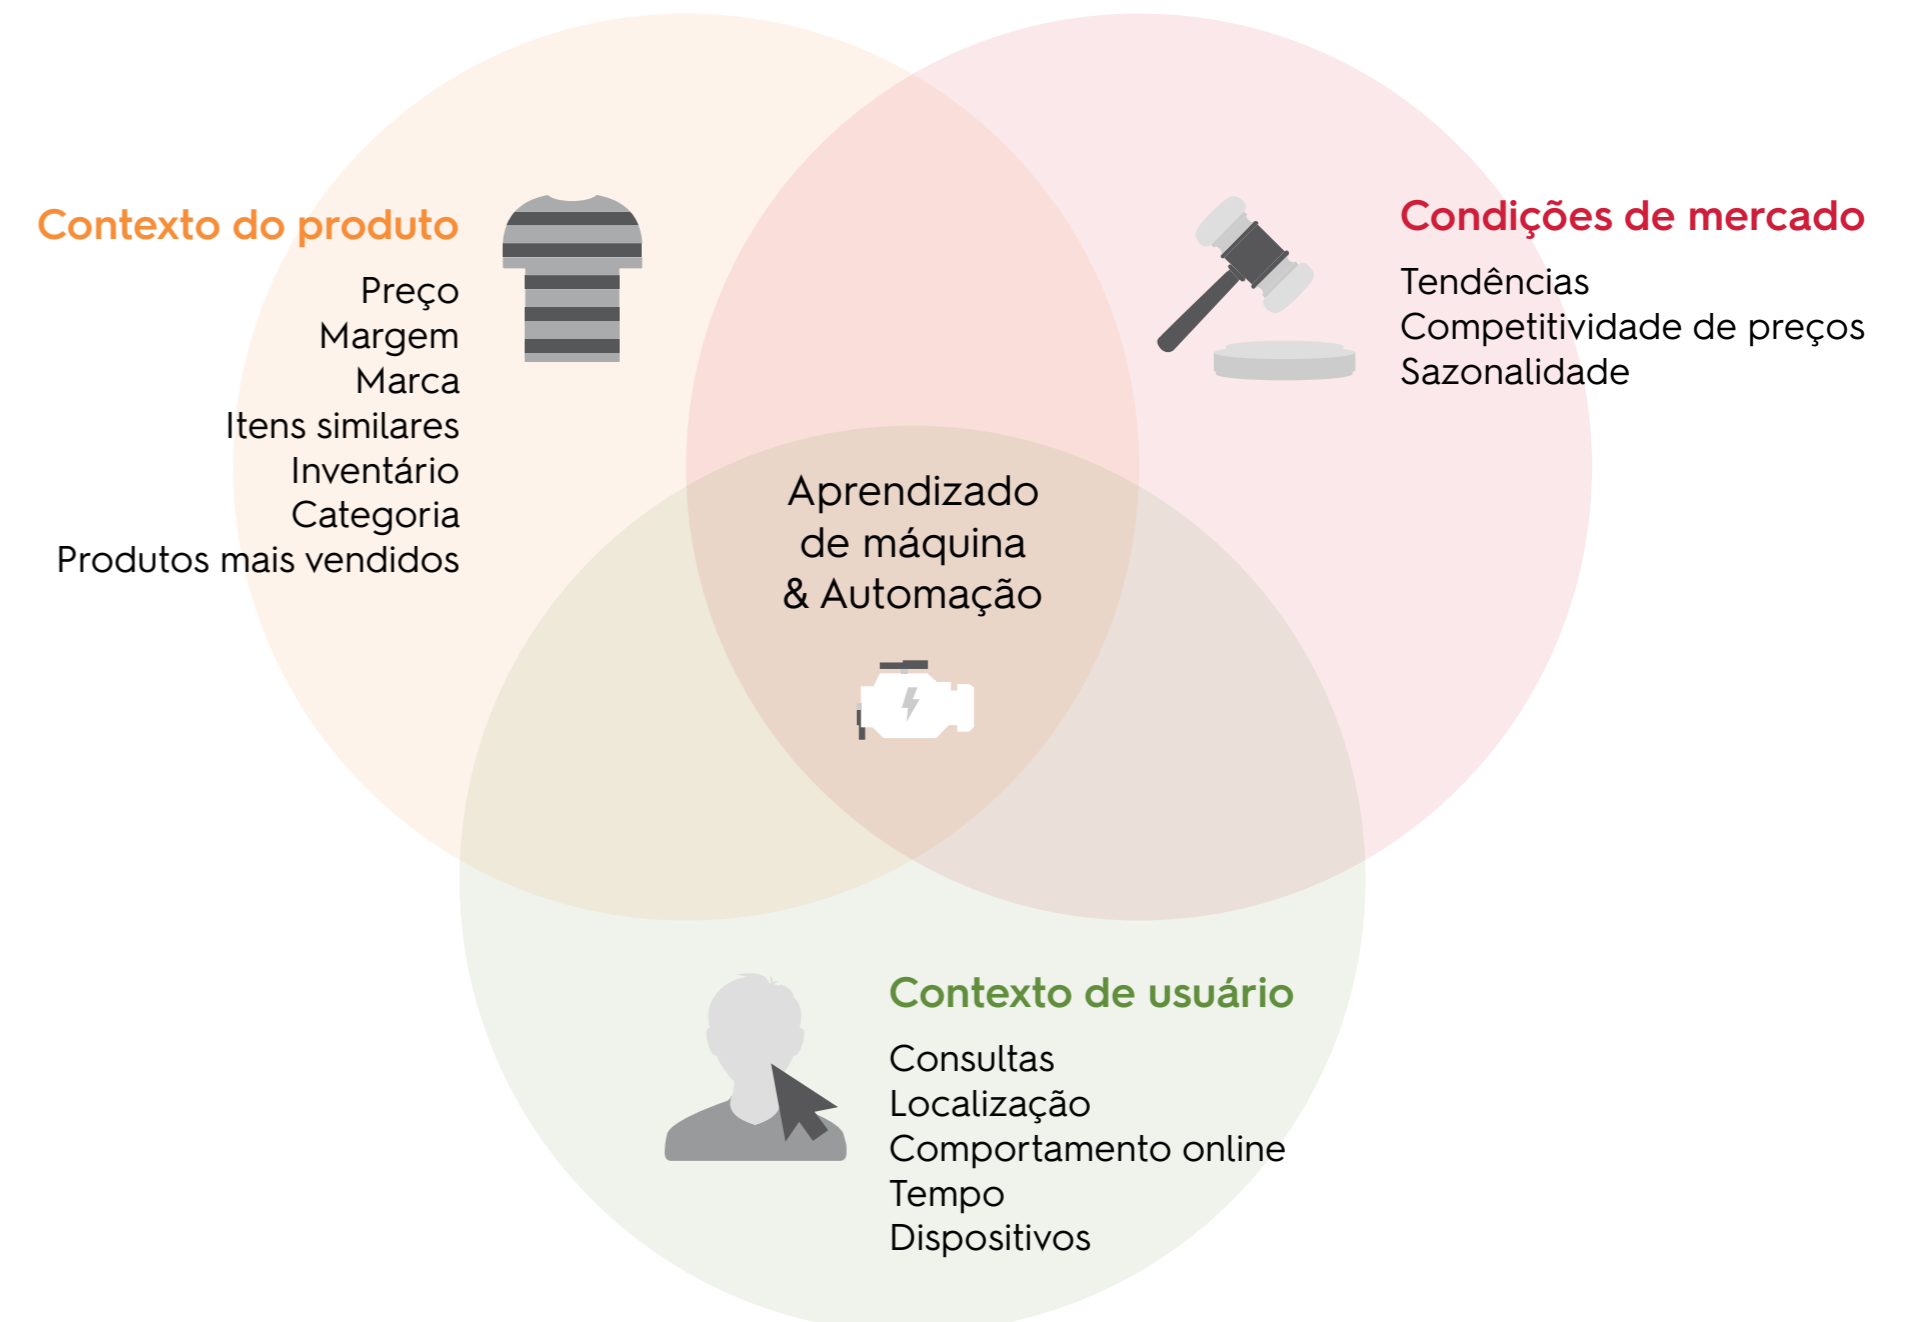 Contexto do produto
Preço
Margem
Marca
Itens similares
Inventário
Categoria
Produtos mais vendidos
Condições de mercado
Tendências
Competitividade de preços
Sazonalidade
Aprendizado
de máquina
& Automação
Contexto de usuário
Consultas
Localização
Comportamento online
Tempo
Dispositivos